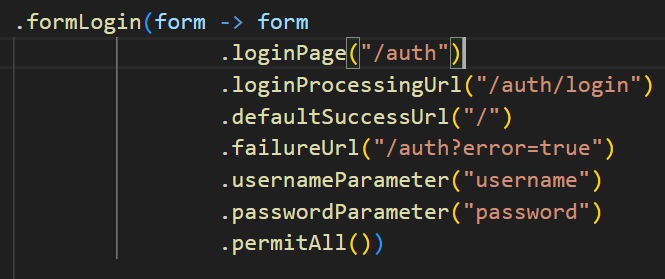 .formLogin(form -> form
.loginPage("/auth")
.loginProcessingUrl("/auth/login")
.defaultSuccessUrl("/")
.failureUrl("/auth?error=true")
.usernameParameter("username")
.passwordParameter("password")
.permitAll())